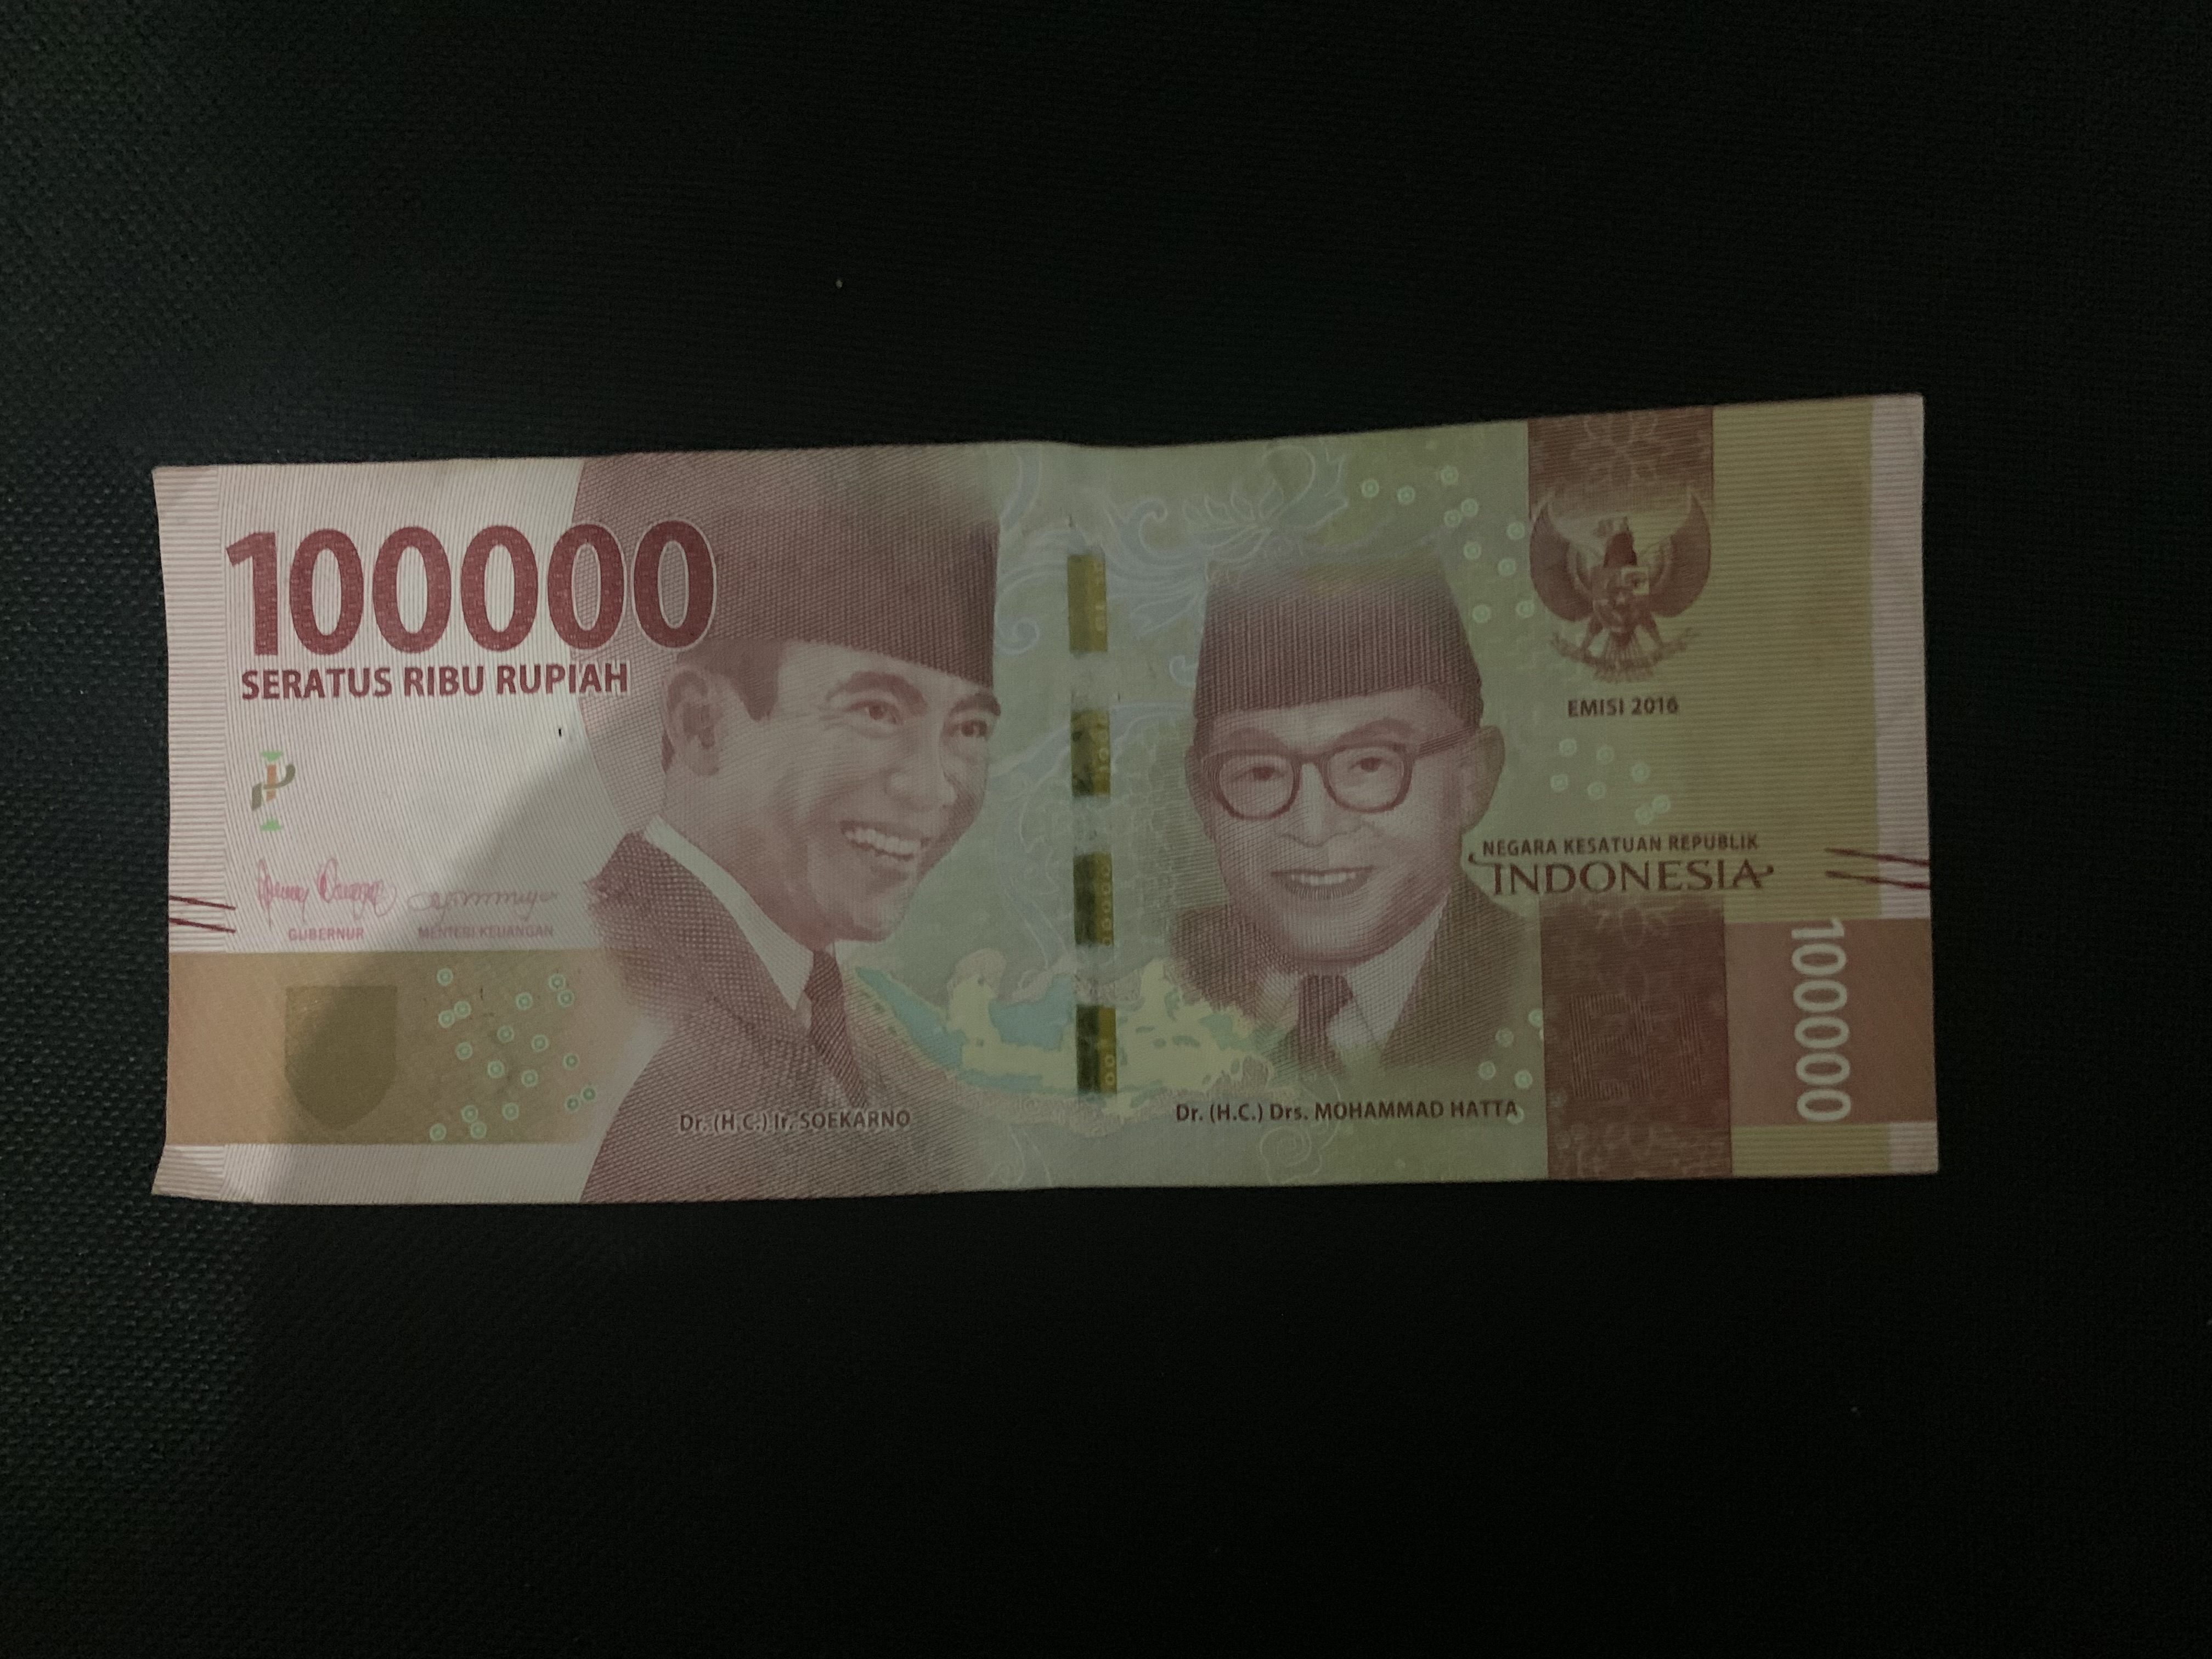 100000
SERATUS RIBU RUPIAH
GUBERNUR
MENTERI KEUANGAN
Dr. (H.C.) Ir. SOEKARNO
Dr. (H.C.) Drs. MOHAMMAD HATTA
EMISI 2016
NEGARA KESATUAN REPUBLIK
INDONESIA
100000